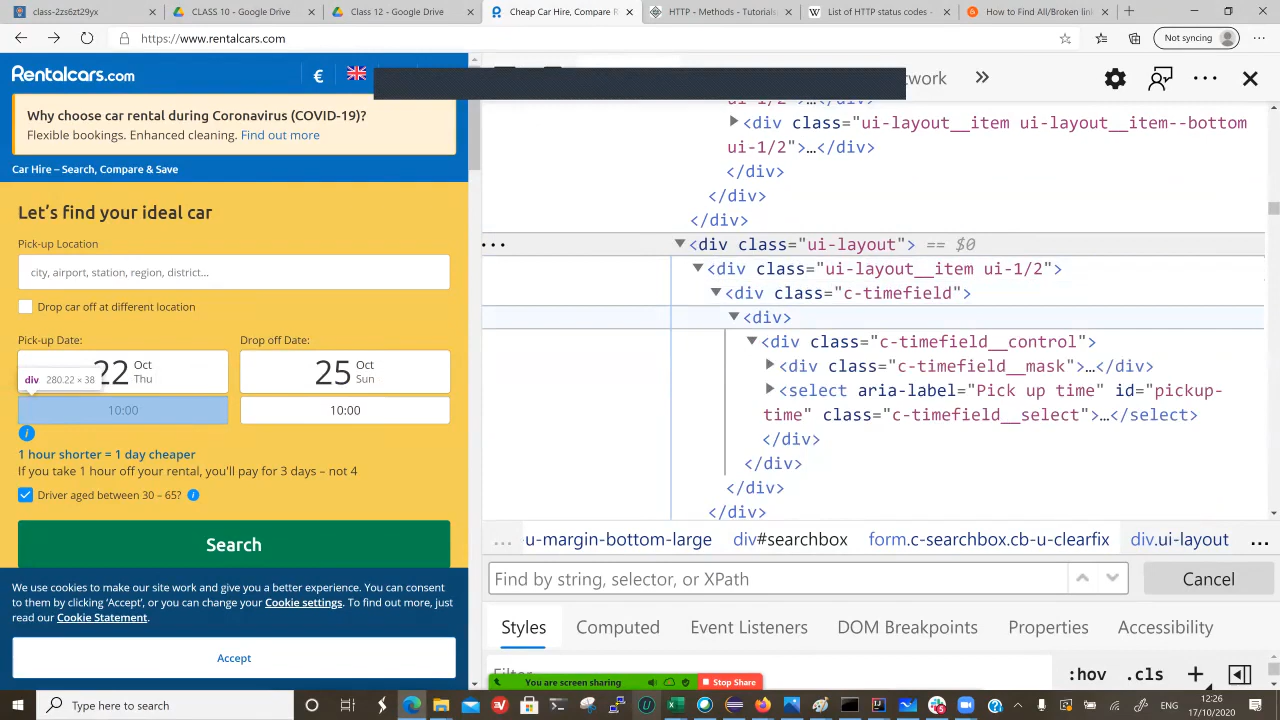 class-2zs6zt29yx
CLASS 10 - Google Drive
Class 12 - Google Drive
Cheap Car Hire, Compare R
HTTP - Methods - Tutorials
List of HTTP status codes -
How to Find All/Broken link
https://www.rentalcars.com
Not syncing
Rentalcars.com
€
twork
Why choose car rental during Coronavirus (COVID-19)?
Flexible bookings. Enhanced cleaning. Find out more
Car Hire – Search, Compare & Save
Let's find your ideal car
Pick-up Location
city, airport, station, region, district...
Drop car off at different location
Pick-up Date:
Drop off Date:
22 Oct Thu
25 Oct Sun
div 280.22 × 38
10:00
10:00
1 hour shorter = 1 day cheaper
If you take 1 hour off your rental, you'll pay for 3 days – not 4
Driver aged between 30 – 65?
Search
We use cookies to make our site work and give you a better experience. You can consent
to them by clicking 'Accept', or you can change your Cookie settings. To find out more, just
read our Cookie Statement.
Accept
ui-1/2">…</div>
<div class="ui-layout__item ui-layout__item--bottom
ui-1/2">…</div>
</div>
</div>
</div>
<div class="ui-layout"> == $0
<div class="ui-layout__item ui-1/2">
<div class="c-timefield">
<div>
<div class="c-timefield__control">
<div class="c-timefield__mask">…</div>
<select aria-label="Pick up time" id="pickup-
time" class="c-timefield__select">…</select>
</div>
</div>
</div>
</div>
... -u-margin-bottom-large div#searchbox form.c-searchbox.cb-u-clearfix div.ui-layout ...
Find by string, selector, or XPath
Cancel
Styles Computed Event Listeners DOM Breakpoints Properties Accessibility
Filter
:hov .cls
You are screen sharing
Stop Share
Type here to search
12:26
17/10/2020